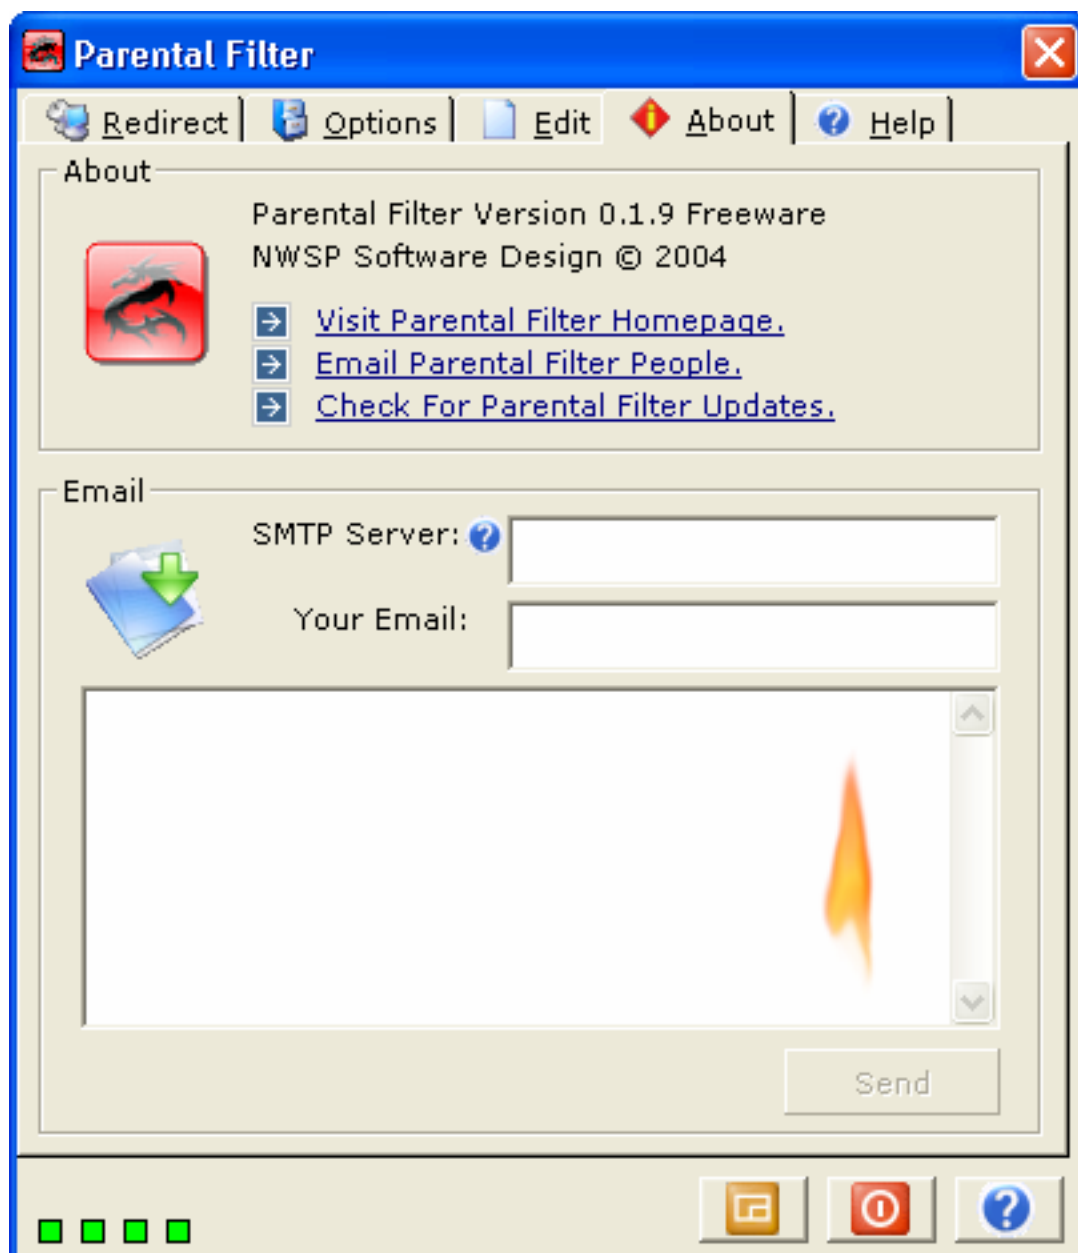 Parental Filter
Redirect Options Edit About Help
About
Parental Filter Version 0.1.9 Freeware
NWSP Software Design © 2004
Visit Parental Filter Homepage.
Email Parental Filter People.
Check For Parental Filter Updates.
Email
SMTP Server:
Your Email:
Send